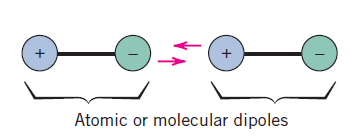 + − + −
Atomic or molecular dipoles